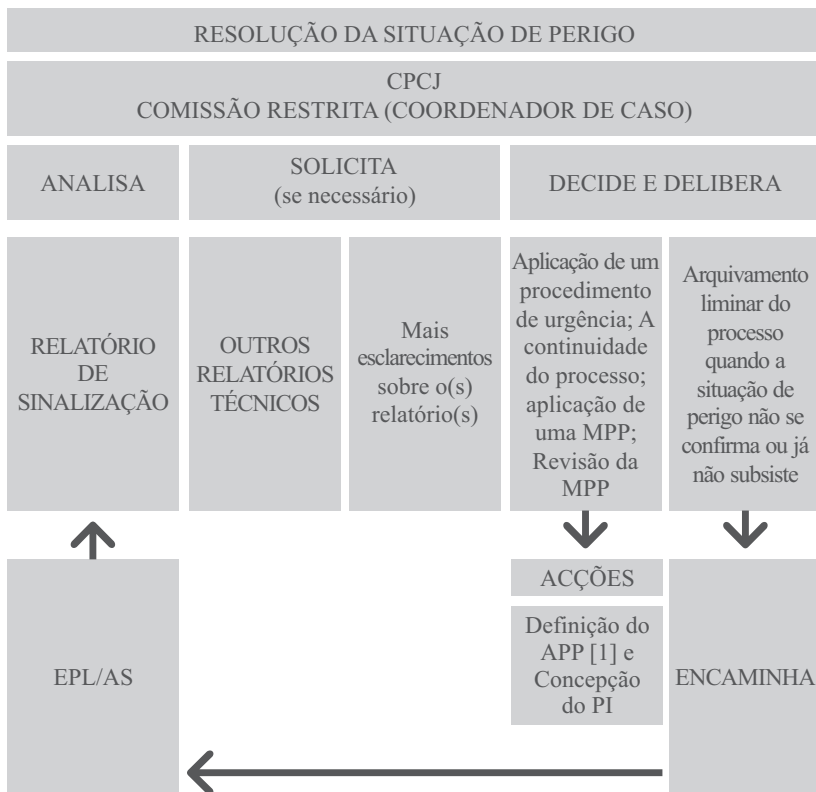 RESOLUÇÃO DA SITUAÇÃO DE PERIGO
CPCJ
COMISSÃO RESTRITA (COORDENADOR DE CASO)
ANALISA
SOLICITA
(se necessário)
DECIDE E DELIBERA
RELATÓRIO
DE
SINALIZAÇÃO
OUTROS
RELATÓRIOS
TÉCNICOS
Mais
esclarecimentos
sobre o(s)
relatório(s)
Aplicação de um
procedimento
de urgência; A
continuidade
do processo;
aplicação de
uma MPP;
Revisão da
MPP
Arquivamento
liminar do
processo
quando a
situação de
perigo não se
confirma ou já
não subsiste
EPL/AS
ACÇÕES
Definição do
APP [1] e
Concepção
do PI
ENCAMINHA